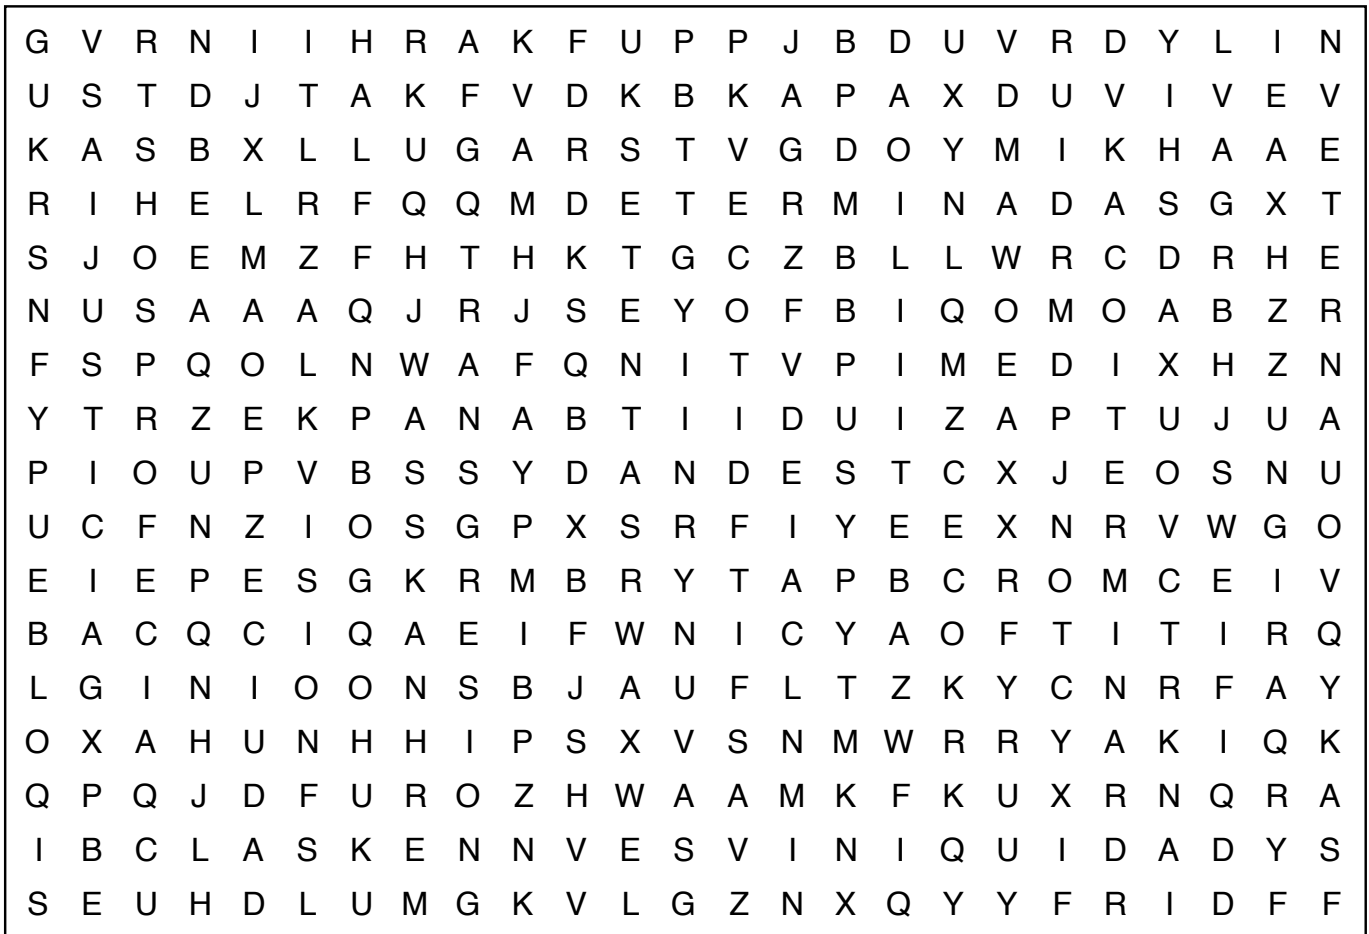 G V R N I I H R A K F U P P J B D U V R D Y L I N
U S T D J T A K F V D K B K A P A X D U V I V E V
K A S B X L L U G A R S T V G D O Y M I K H A A E
R I H E L R F Q Q M D E T E R M I N A D A S G X T
S J O E M Z F H T H K T G C Z B L L W R C D R H E
N U S A A A Q J R J S E Y O F B I Q O M O A B Z R
F S P Q O L N W A F Q N I T V P I M E D I X H Z N
Y T R Z E K P A N A B T I I D U I Z A P T U J U A
P I O U P V B S S Y D A N D E S T C X J E O S N U
U C F N Z I O S G P X S R F I Y E E X N R V W G O
E I E P E S G K R M B R Y T A P B C R O M C E I V
B A C Q C I Q A E I F W N I C Y A O F T I T I R Q
L G I N I O O N S B J A U F L T Z K Y C N R F A Y
O X A H U N H H I P S X V S N M W R R Y A K I Q K
Q P Q J D F U R O Z H W A A M K F K U X R N Q R A
I B C L A S K E N N V E S V I N I Q U I D A D Y S
S E U H D L U M G K V L G Z N X Q Y Y F R I D F F